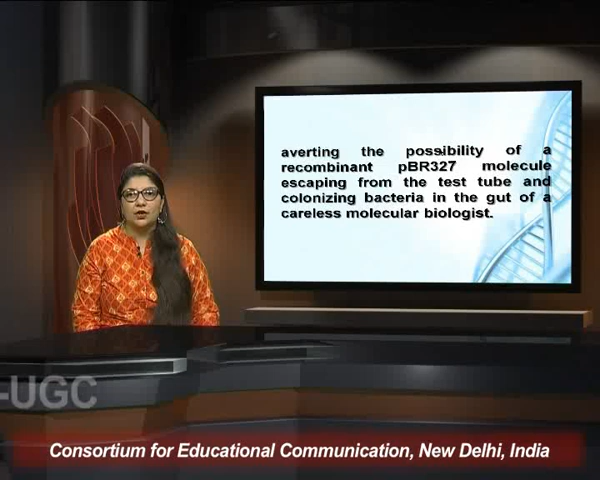 averting the possibility of a
recombinant pBR327 molecule
escaping from the test tube and
colonizing bacteria in the gut of a
careless molecular biologist.
-UGC
Consortium for Educational Communication, New Delhi, India